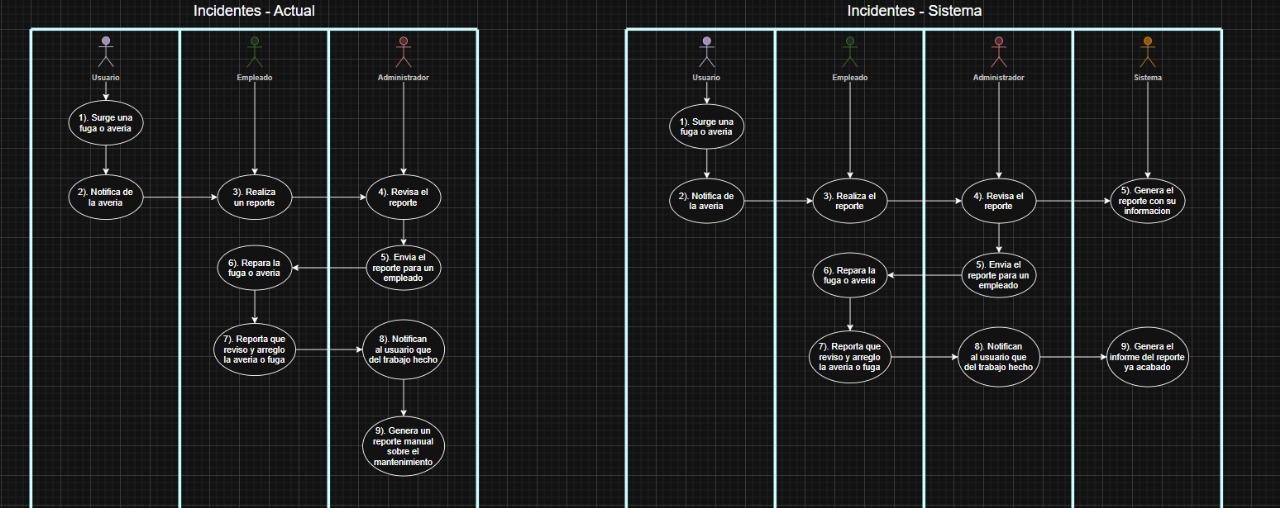 Incidentes - Actual
Usuario
Empleado
Administrador
1). Surge una
fuga o averia
2). Notifica de
la averia
3). Realiza
un reporte
4). Revisa el
reporte
5). Envia el
reporte para un
empleado
6). Repara la
fuga o averia
7). Reporta que
reviso y arreglo
la averia o fuga
8). Notifican
al usuario que
del trabajo hecho
9). Genera un
reporte manual
sobre el
mantenimiento
Incidentes - Sistema
Usuario
Empleado
Administrador
Sistema
1). Surge una
fuga o averia
2). Notifica de
la averia
3). Realiza el
reporte
4). Revisa el
reporte
5). Genera el
reporte con su
informacion
5). Envia el
reporte para un
empleado
6). Repara la
fuga o averia
7). Reporta que
reviso y arreglo
la averia o fuga
8). Notifican
al usuario que
del trabajo hecho
9). Genera el
informe del reporte
ya acabado